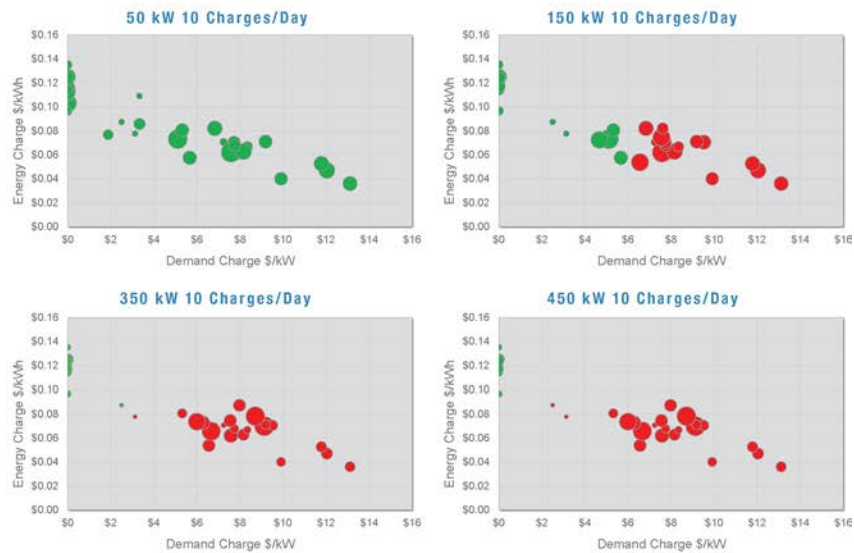 50 kW 10 Charges/Day
Energy Charge $/kWh
$0.16
$0.14
$0.12
$0.10
$0.08
$0.06
$0.04
$0.02
$0.00
$0 $2 $4 $6 $8 $10 $12 $14 $16
Demand Charge $/kW
150 kW 10 Charges/Day
Energy Charge $/kWh
$0.16
$0.14
$0.12
$0.10
$0.08
$0.06
$0.04
$0.02
$0.00
$0 $2 $4 $6 $8 $10 $12 $14 $16
Demand Charge $/kW
350 kW 10 Charges/Day
Energy Charge $/kWh
$0.16
$0.14
$0.12
$0.10
$0.08
$0.06
$0.04
$0.02
$0.00
$0 $2 $4 $6 $8 $10 $12 $14 $16
Demand Charge $/kW
450 kW 10 Charges/Day
Energy Charge $/kWh
$0.16
$0.14
$0.12
$0.10
$0.08
$0.06
$0.04
$0.02
$0.00
$0 $2 $4 $6 $8 $10 $12 $14 $16
Demand Charge $/kW